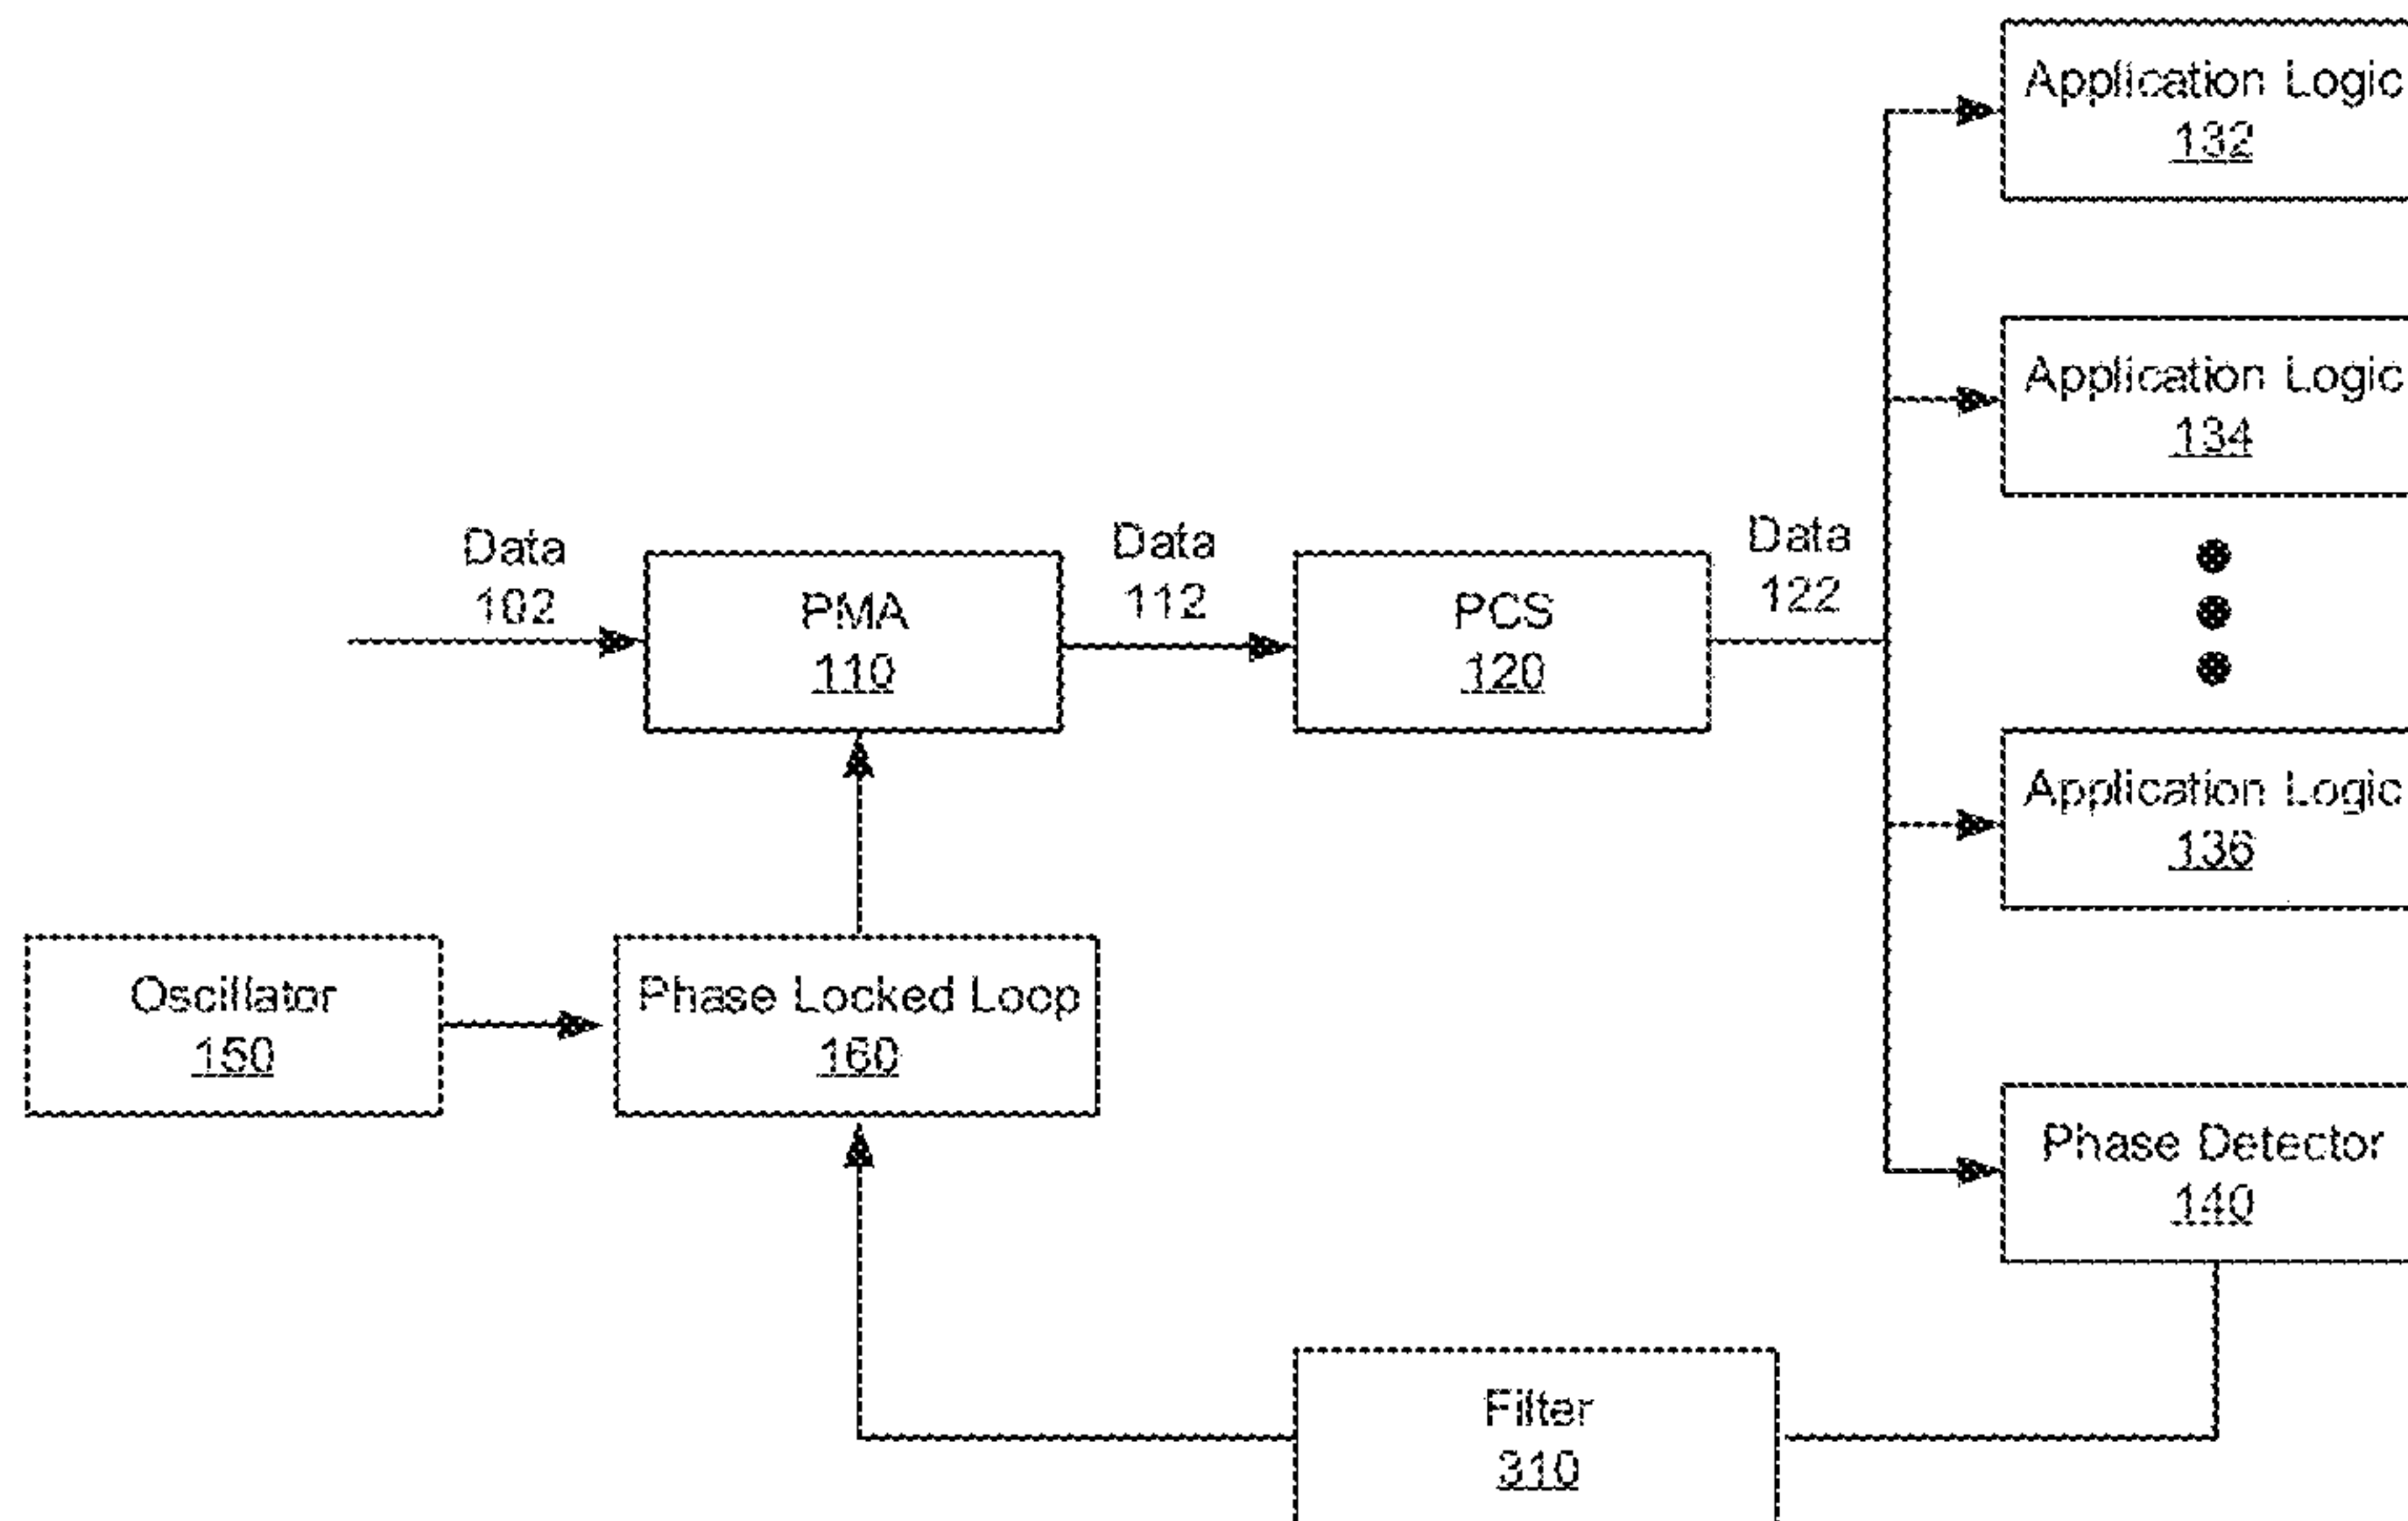 Application Logic
132
Application Logic
134
Data
102
PMA
110
Data
112
PCS
120
Data
122
Application Logic
136
Oscillator
150
Phase Locked Loop
160
Phase Detector
140
Filter
310